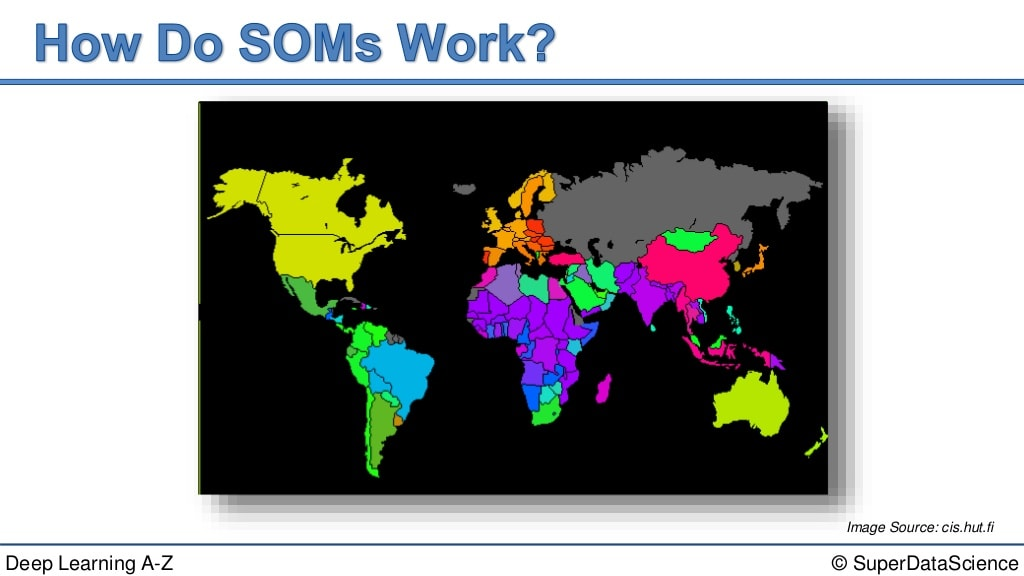 How Do SOMs Work?
Image Source: cis.hut.fi
Deep Learning A-Z
© SuperDataScience